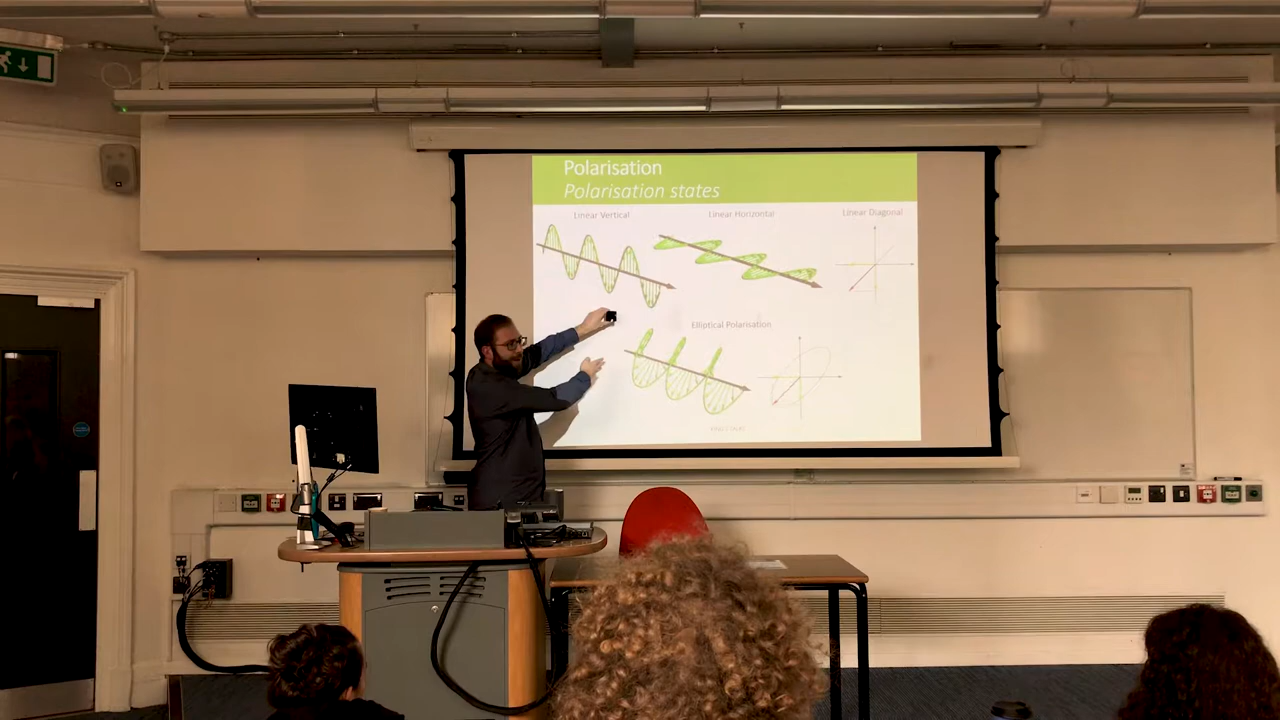 Polarisation
Polarisation states
Linear Vertical
Linear Horizontal
Linear Diagonal
Elliptical Polarisation